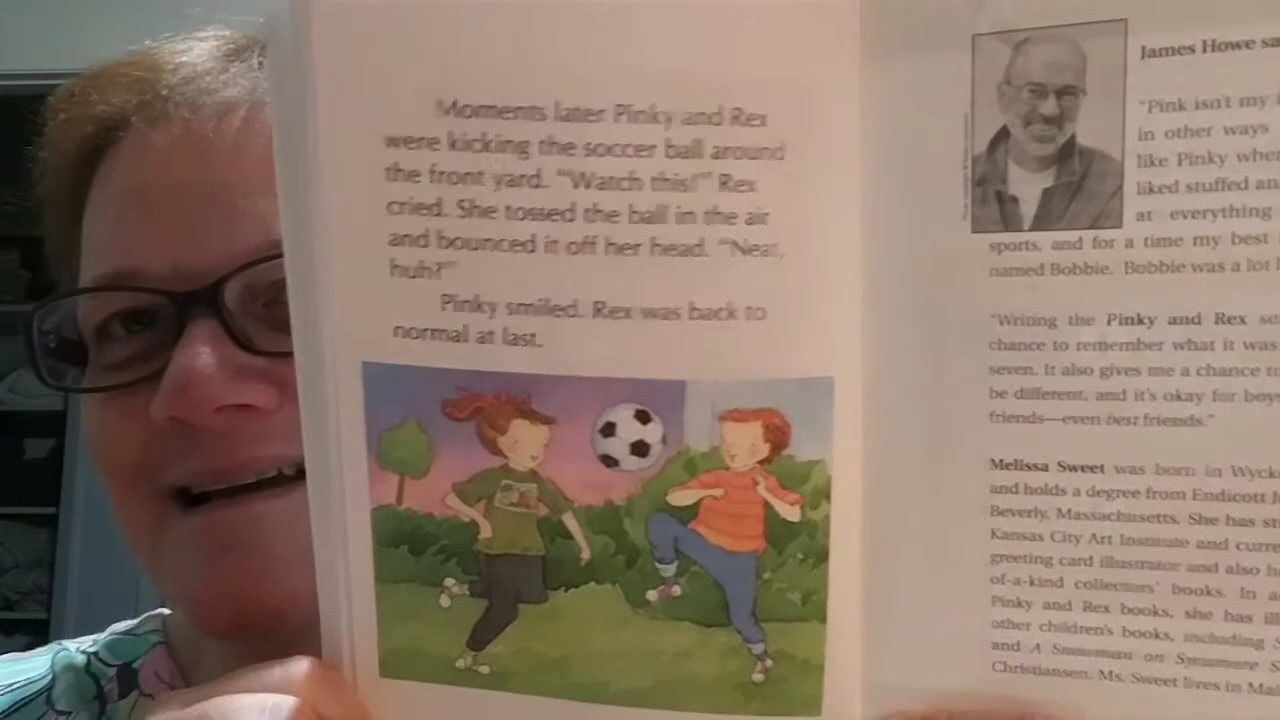 Moments later Pinky and Rex
were kicking the soccer ball around
the front yard. "Watch this!" Rex
cried. She tossed the ball in the air
and bounced it off her head. "Neat,
huh?"
Pinky smiled. Rex was back to
normal at last.
James Howe sa
"Pink isn't my
in other ways
like Pinky whe
liked stuffed an
at everything
sports, and for a time my best
named Bobbie. Bobbie was a lot
"Writing the Pinky and Rex se
chance to remember what it was
seven. It also gives me a chance t
be different, and it's okay for boy
friends—even best friends."
Melissa Sweet was born in Wyck
and holds a degree from Endicott J
Beverly, Massachusetts. She has st
Kansas City Art Institute and curre
greeting card illustrator and also h
of-a-kind collectors' books. In a
Pinky and Rex books, she has ill
other children's books, including
and A Snowman on Sycamore S
Christiansen. Ms. Sweet lives in Ma